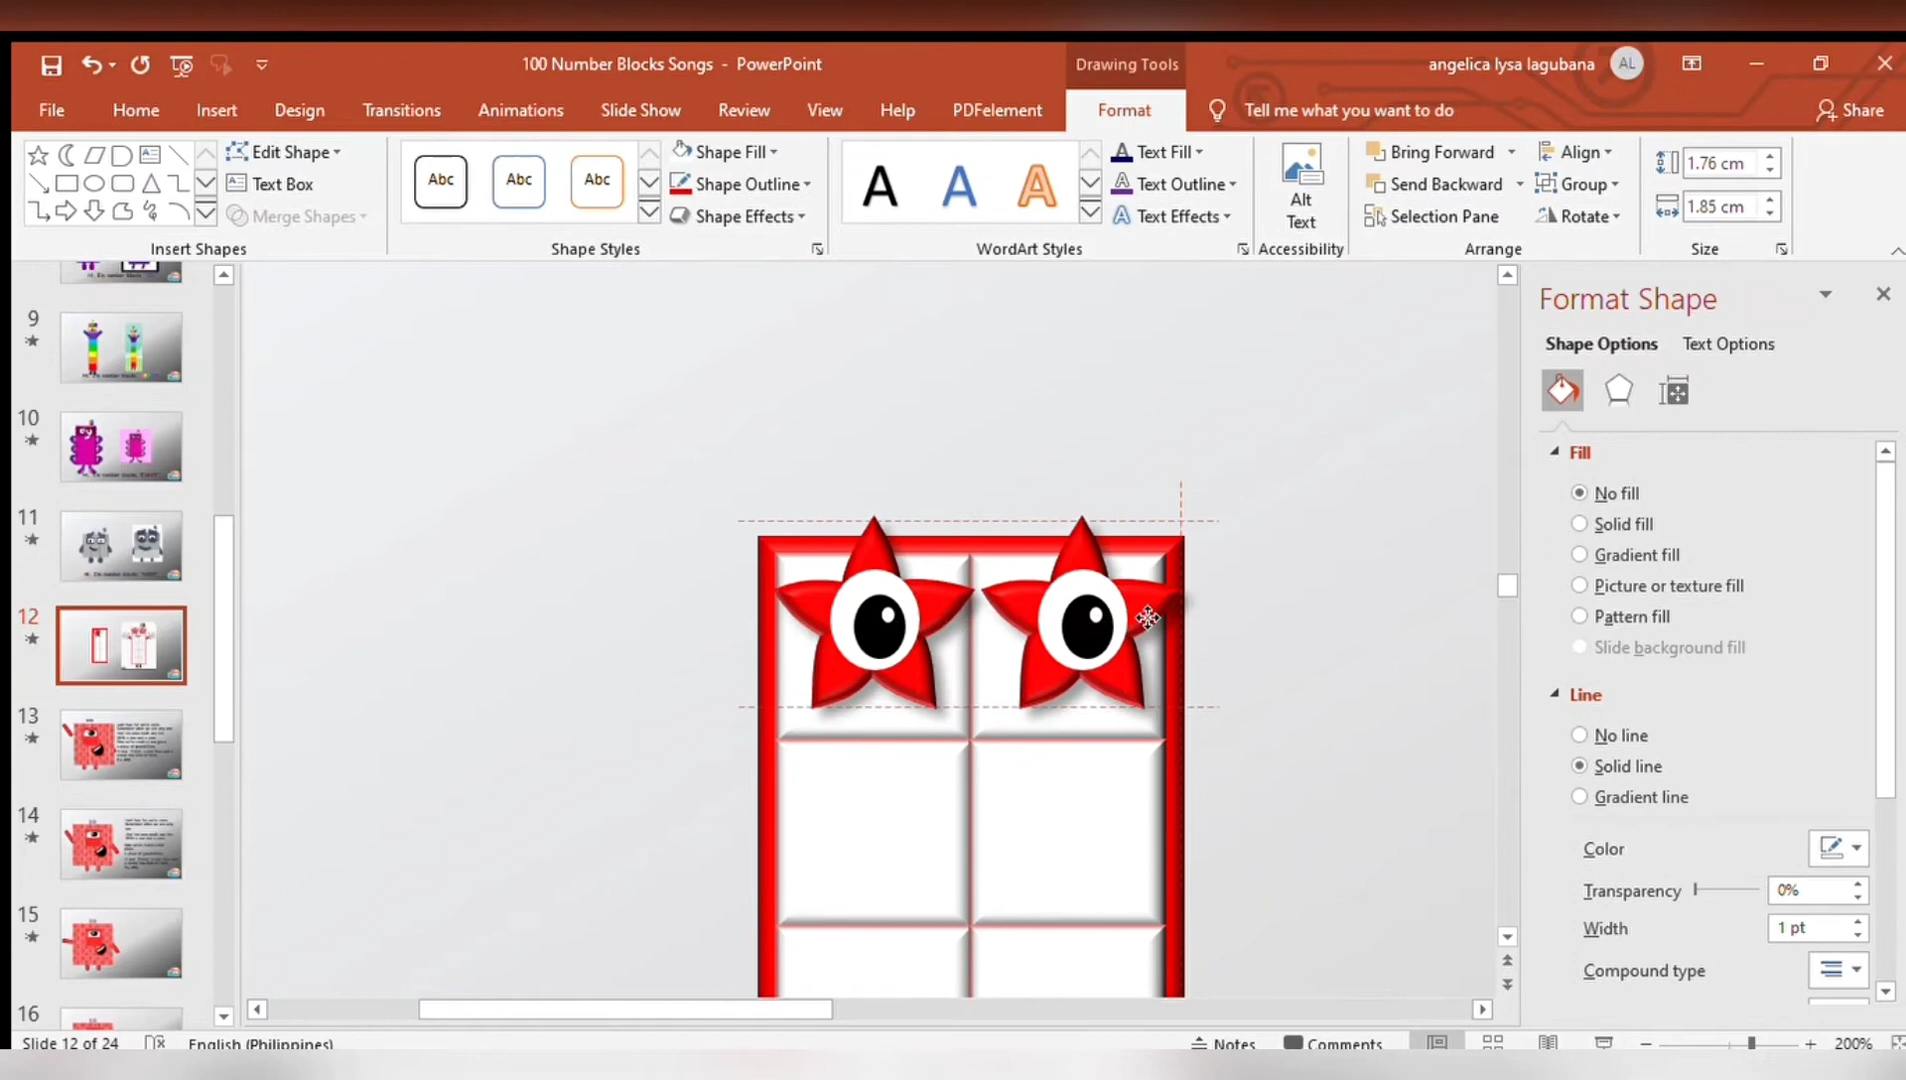 100 Number Blocks Songs - PowerPoint
Drawing Tools
angelica lysa lagubana
AL
File
Home
Insert
Design
Transitions
Animations
Slide Show
Review
View
Help
PDFelement
Format
Tell me what you want to do
Share
Edit Shape
Text Box
Merge Shapes
Insert Shapes
Abc
Abc
Abc
Shape Fill
Shape Outline
Shape Effects
Shape Styles
A
A
A
Text Fill
Text Outline
Text Effects
WordArt Styles
Alt
Text
Accessibility
Bring Forward
Send Backward
Selection Pane
Align
Group
Rotate
Arrange
1.76 cm
1.85 cm
Size
9
10
11
12
13
14
15
16
Format Shape
Shape Options
Text Options
Fill
No fill
Solid fill
Gradient fill
Picture or texture fill
Pattern fill
Slide background fill
Line
No line
Solid line
Gradient line
Color
Transparency
0%
Width
1 pt
Compound type
Slide 12 of 24
English (Philippines)
Notes
Comments
200%